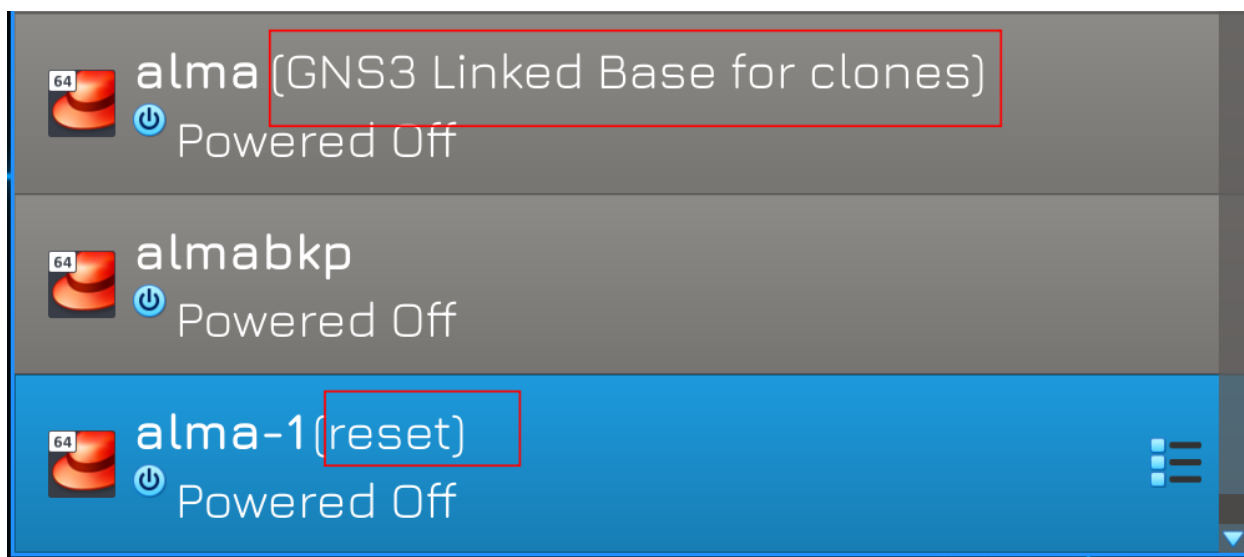 64
alma (GNS3 Linked Base for clones)
Powered Off
64
almabkp
Powered Off
64
alma-1 (reset)
Powered Off